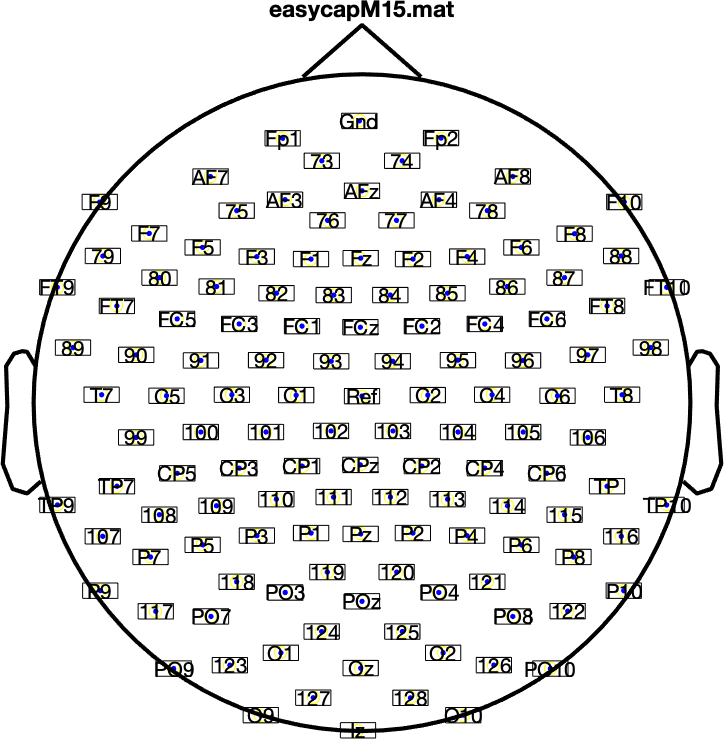 easycapM15.mat
Gnd
Fp1 Fp2
73 74
AF7 AF8
AFz
AF3 AF4
F9 F10
75 78
76 77
F7 F8
F5 F6
79 F3 F1 Fz F2 F4 88
80 87
FT9 81 82 83 84 85 86 FT10
FT7 FT8
FC5 FC3 FC1 FCz FC2 FC4 FC6
89 98
90 91 92 93 94 95 96 97
T7 C5 C3 C1 Ref C2 C4 C6 T8
99 100 101 102 103 104 105 106
CP5 CP3 CP1 CPz CP2 CP4 CP6
TP7 TP
TP9 108 109 110 111 112 113 114 115 TP10
107 P3 P1 Pz P2 P4 116
P7 P5 P6 P8
119 120
118 121
P9 PO3 POz PO4 P10
117 PO7 PO8 122
124 125
PO9 123 O1 Oz O2 126 PO10
127 128
O9 O10
Iz